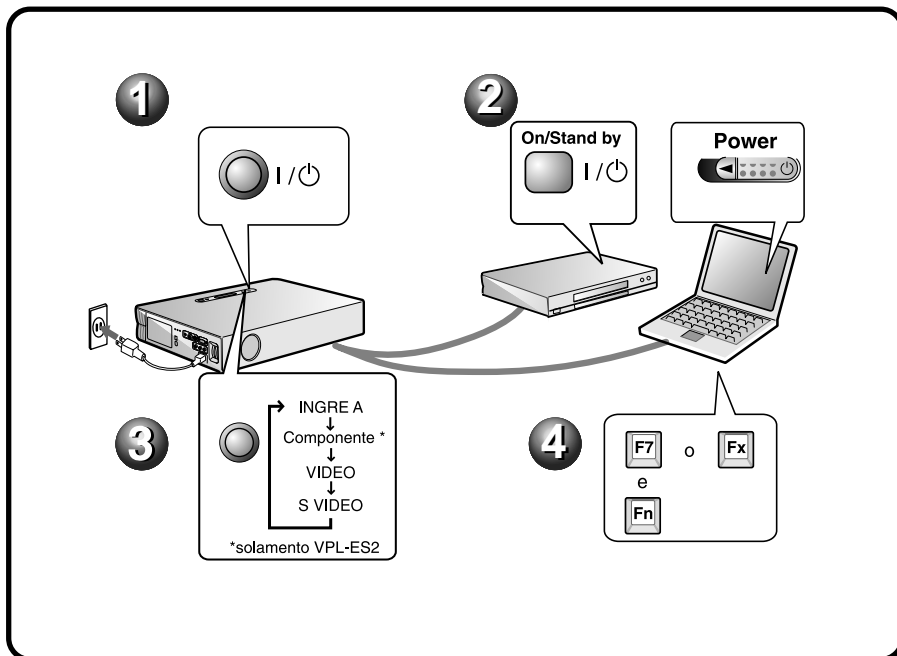 1
I / ⏻
2
On/Stand by
I / ⏻
Power
3
INGRE A
Componente *
VIDEO
S VIDEO
*solamento VPL-ES2
4
F7 o Fx
e
Fn